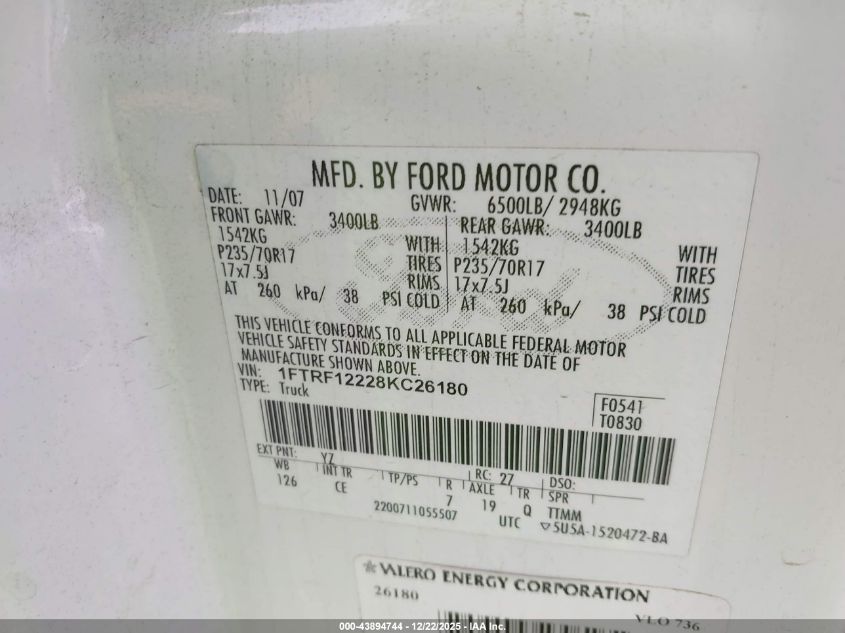 MFD. BY FORD MOTOR CO.
DATE: 11/07 GVWR: 6500LB/ 2948KG
FRONT GAWR: 3400LB REAR GAWR: 3400LB
1542KG WITH 1542KG WITH
P235/70R17 TIRES P235/70R17 TIRES
17x7.5J RIMS 17x7.5J RIMS
AT 260 kPa/ 38 PSI COLD AT 260 kPa/ 38 PSI COLD
THIS VEHICLE CONFORMS TO ALL APPLICABLE FEDERAL MOTOR
VEHICLE SAFETY STANDARDS IN EFFECT ON THE DATE OF
MANUFACTURE SHOWN ABOVE.
VIN: 1FTRF12228KC26180
TYPE: Truck
F0541
T0830
EXT PNT: YZ RC: 27 DSO:
WB INT TR TP/PS R AXLE TR SPR
126 CE 7 19 Q TTMM
2200711055507 UTC ▽5U5A-1520472-BA
VALERO ENERGY CORPORATION
26180 VLO 736
000-43894744 - 12/22/2025 - IAA Inc.